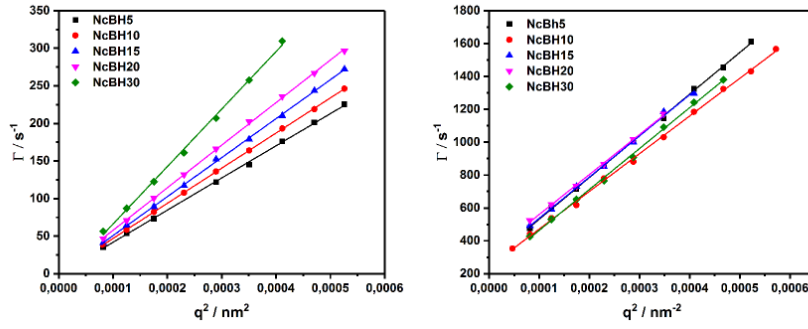 350
300
250
200
150
100
50
0
Γ / s⁻¹
NcBH5
NcBH10
NcBH15
NcBH20
NcBH30
0,0000 0,0001 0,0002 0,0003 0,0004 0,0005 0,0006
q² / nm²
1800
1600
1400
1200
1000
800
600
400
200
Γ / s⁻¹
NcBh5
NcBH10
NcBH15
NcBH20
NcBH30
0,0000 0,0001 0,0002 0,0003 0,0004 0,0005 0,0006
q² / nm⁻²